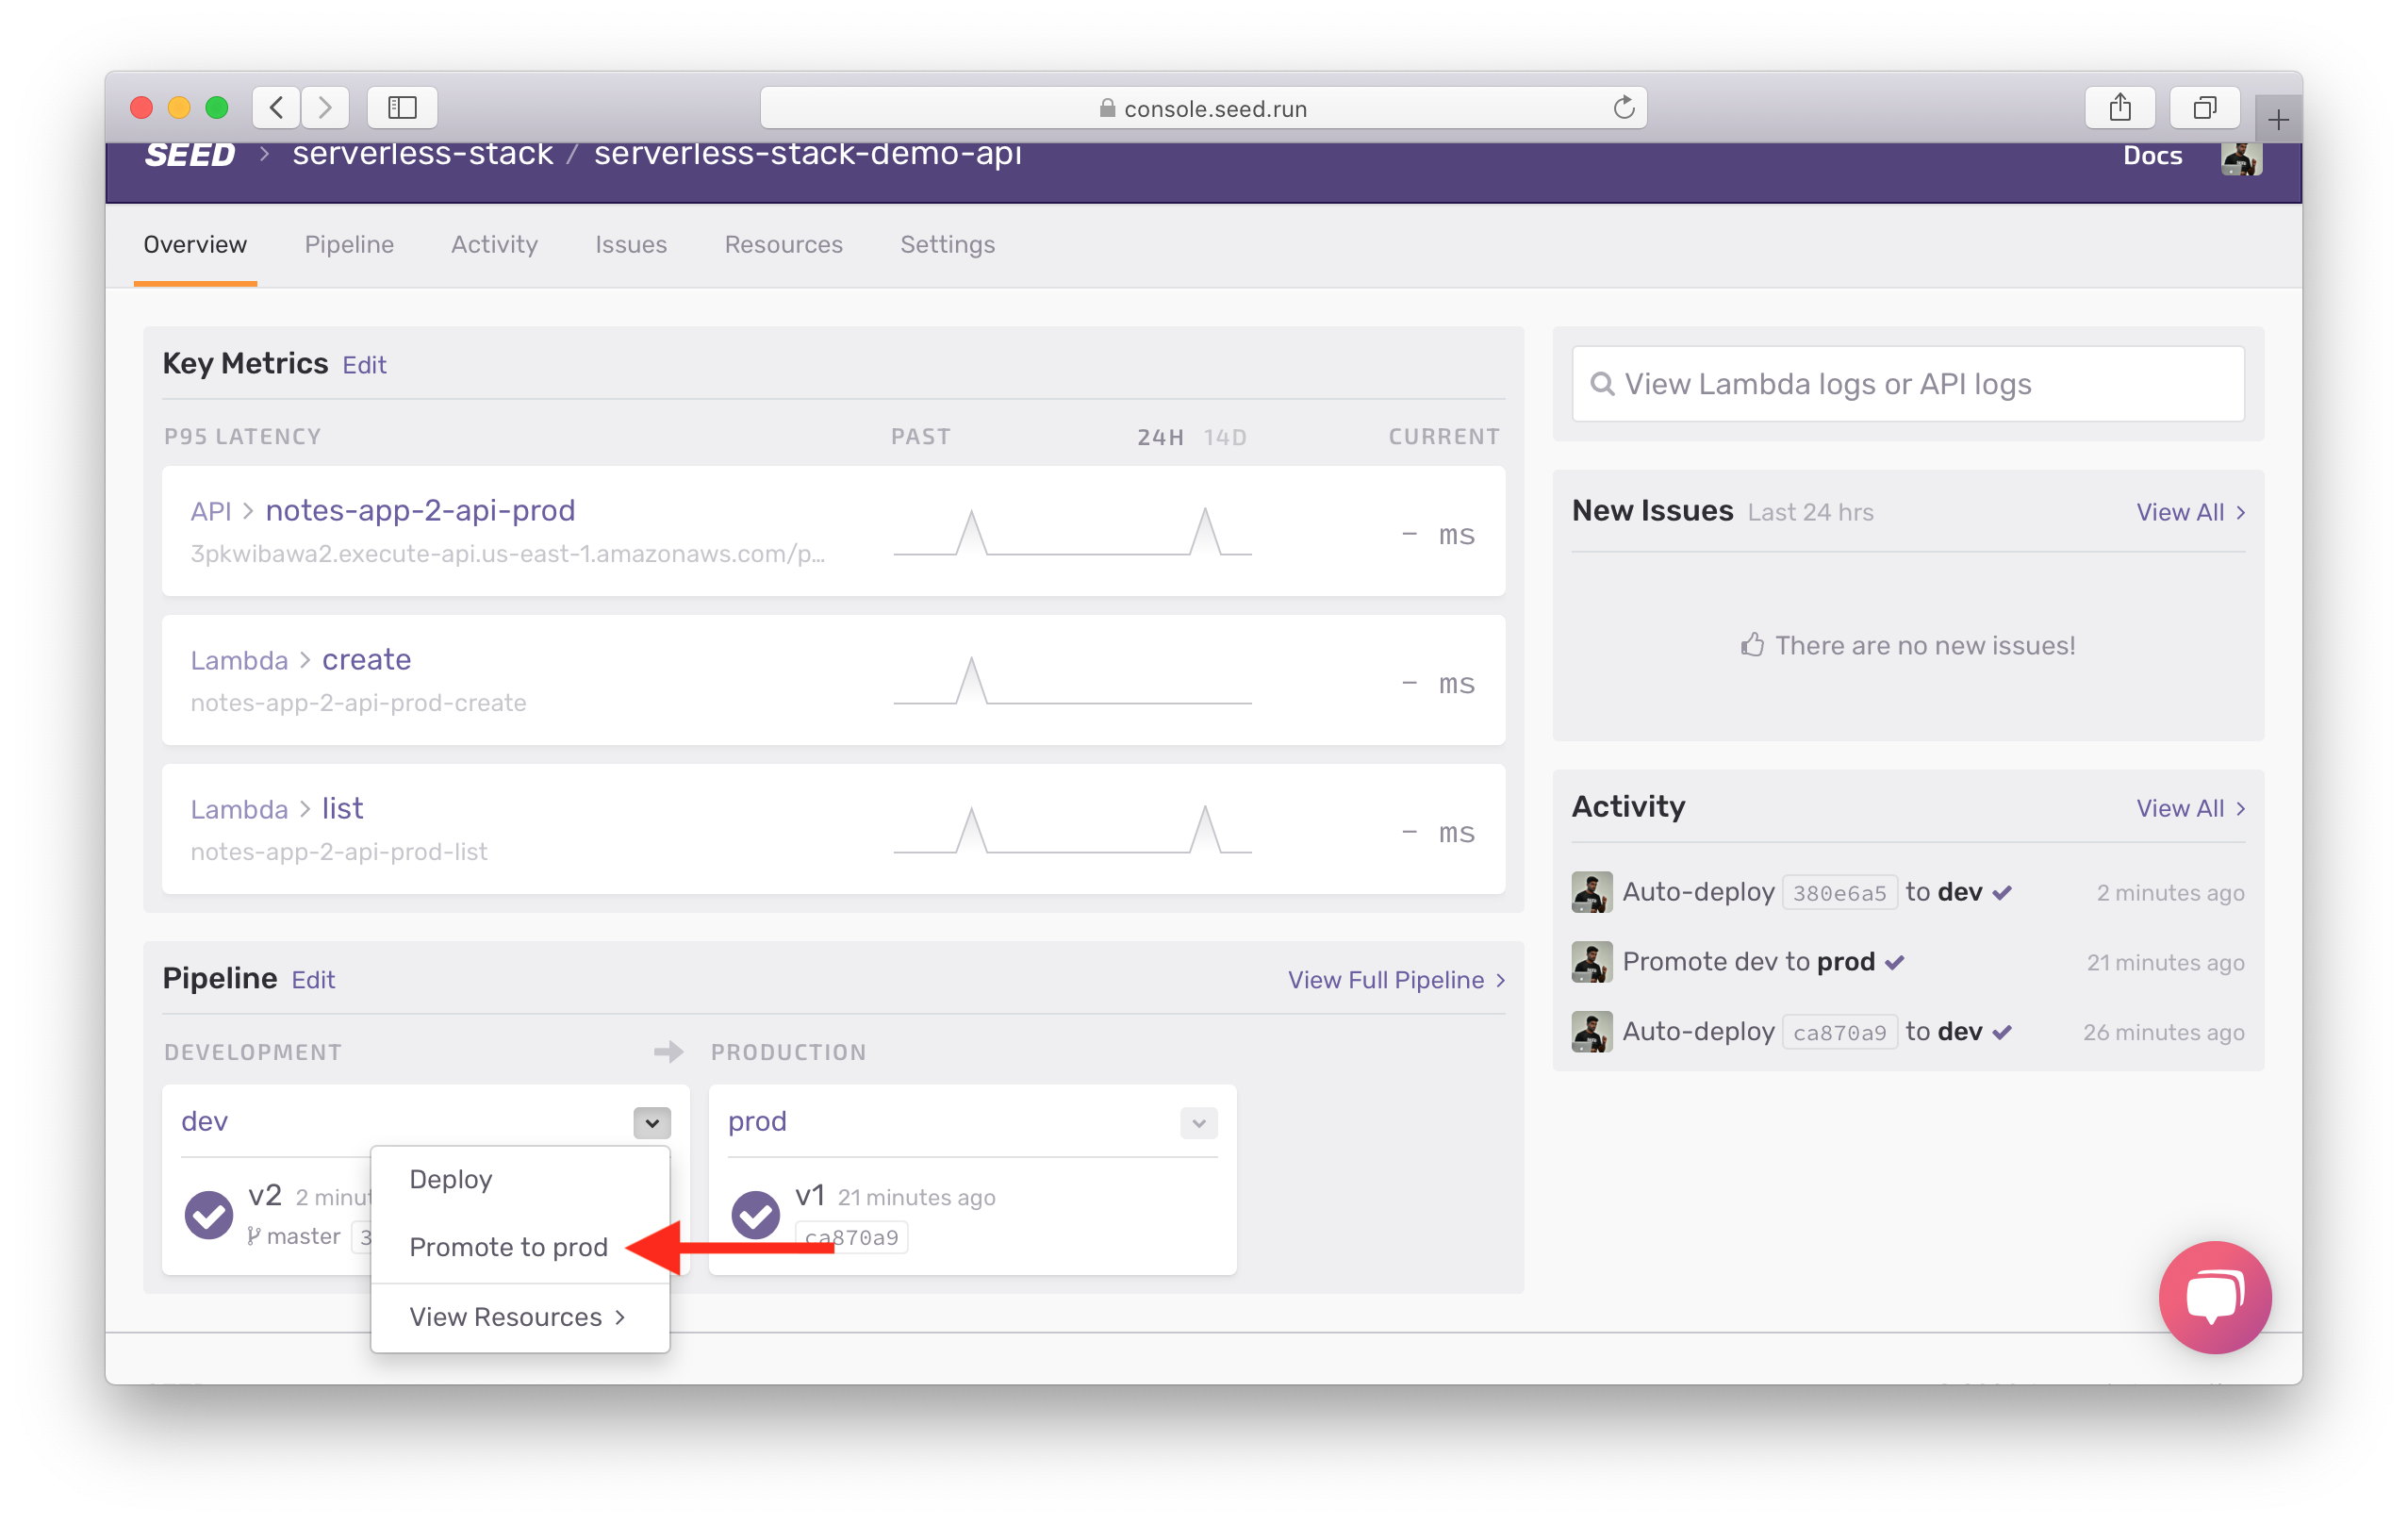 console.seed.run
SEED > serverless-stack / serverless-stack-demo-api
Docs
Overview Pipeline Activity Issues Resources Settings
Key Metrics Edit
P95 LATENCY PAST 24H 14D CURRENT
API > notes-app-2-api-prod
3pkwibawa2.execute-api.us-east-1.amazonaws.com/p...
- ms
Lambda > create
notes-app-2-api-prod-create
- ms
Lambda > list
notes-app-2-api-prod-list
- ms
Pipeline Edit
View Full Pipeline >
DEVELOPMENT PRODUCTION
dev
v2 2 minut
master 3
Deploy
Promote to prod
View Resources >
prod
v1 21 minutes ago
ca870a9
View Lambda logs or API logs
New Issues Last 24 hrs View All >
There are no new issues!
Activity View All >
Auto-deploy 380e6a5 to dev 2 minutes ago
Promote dev to prod 21 minutes ago
Auto-deploy ca870a9 to dev 26 minutes ago